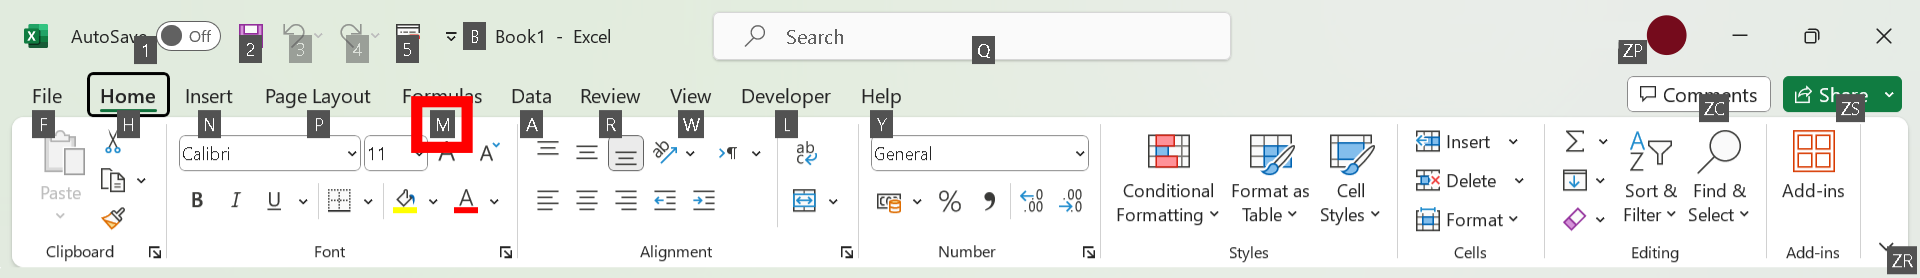 AutoSave Off Book1 - Excel Search
1 2 3 4 5 B Q ZP
File Home Insert Page Layout Formulas Data Review View Developer Help Comments Share
F H N P M A R W L Y ZC ZS
Calibri 11 General
ab
c
Paste B I U A % , Conditional Formatting Format as Table Cell Styles
Insert
Delete
Format
Sort & Filter Find & Select Add-ins
Clipboard Font Alignment Number Styles Cells Editing Add-ins
ZR